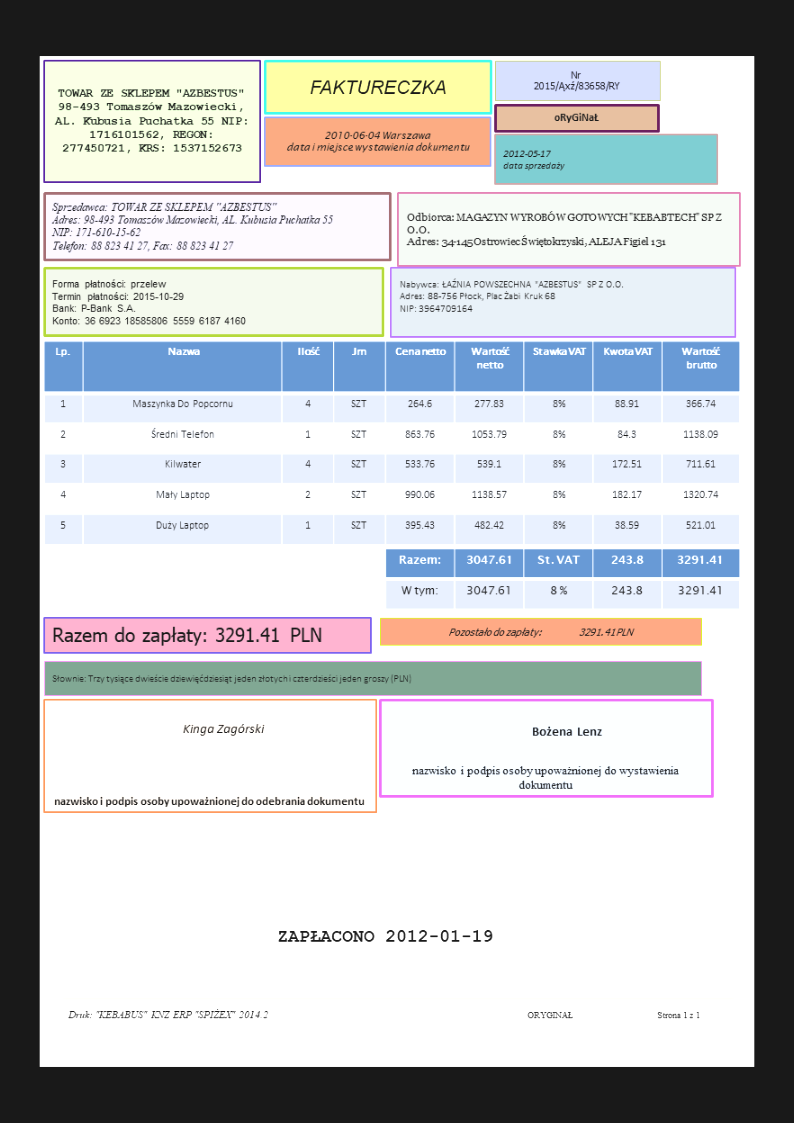 TOWAR ZE SKLEPEM "AZBESTUS"
98-493 Tomaszów Mazowiecki,
AL. Kubusia Puchatka 55 NIP:
1716101562, REGON:
277450721, KRS: 1537152673
FAKTURECZKA
2010-06-04 Warszawa
data i miejsce wystawienia dokumentu
Nr
2015/Ąxż/83658/RY
oRyGiNaŁ
2012-05-17
data sprzedaży
Sprzedawca: TOWAR ZE SKLEPEM "AZBESTUS"
Adres: 98-493 Tomaszów Mazowiecki, AL. Kubusia Puchatka 55
NIP: 171-610-15-62
Telefon: 88 823 41 27, Fax: 88 823 41 27
Odbiorca: MAGAZYN WYROBÓW GOTOWYCH "KEBABTECH" SP Z
O.O.
Adres: 34-145 Ostrowiec Świętokrzyski, ALEJA Figiel 131
Forma płatności: przelew
Termin płatności: 2015-10-29
Bank: P-Bank S.A.
Konto: 36 6923 18585806 5559 6187 4160
Nabywca: ŁAŹNIA POWSZECHNA "AZBESTUS" SP Z O.O.
Adres: 88-756 Płock, Plac Żabi Kruk 68
NIP: 3964709164
Lp. Nazwa Ilość Jm Cena netto Wartość netto Stawka VAT Kwota VAT Wartość brutto
1 Maszynka Do Popcornu 4 SZT 264.6 277.83 8% 88.91 366.74
2 Średni Telefon 1 SZT 863.76 1053.79 8% 84.3 1138.09
3 Kilwater 4 SZT 533.76 539.1 8% 172.51 711.61
4 Mały Laptop 2 SZT 990.06 1138.57 8% 182.17 1320.74
5 Duży Laptop 1 SZT 395.43 482.42 8% 38.59 521.01
Razem: 3047.61 St. VAT 243.8 3291.41
W tym: 3047.61 8 % 243.8 3291.41
Razem do zapłaty: 3291.41 PLN
Pozostało do zapłaty: 3291.41 PLN
Słownie: Trzy tysiące dwieście dziewięćdziesiąt jeden złotych i czterdzieści jeden groszy (PLN)
Kinga Zagórski
nazwisko i podpis osoby upoważnionej do odebrania dokumentu
Bożena Lenz
nazwisko i podpis osoby upoważnionej do wystawienia
dokumentu
ZAPŁACONO 2012-01-19
Druk: "KEBABUS" KNZ ERP "SPIŻEX" 2014.2 ORYGINAŁ Strona 1 z 1